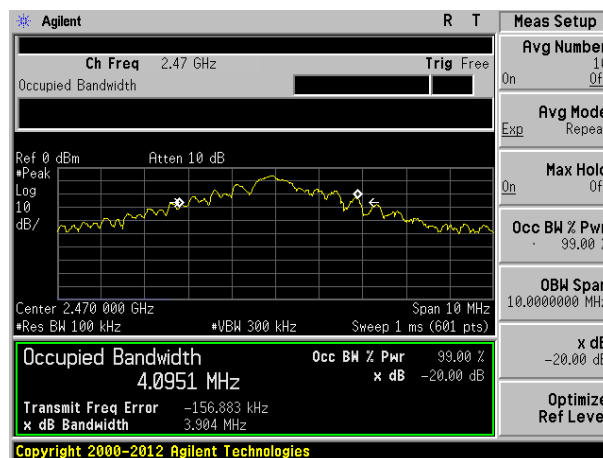 Agilent R T
Ch Freq 2.47 GHz Trig Free
Occupied Bandwidth
Ref 0 dBm Atten 10 dB
#Peak
Log
10
dB/
Center 2.470 000 GHz Span 10 MHz
#Res BW 100 kHz #VBW 300 kHz Sweep 1 ms (601 pts)
Occupied Bandwidth Occ BW % Pwr 99.00 %
4.0951 MHz x dB -20.00 dB
Transmit Freq Error -156.883 kHz
x dB Bandwidth 3.904 MHz
Copyright 2000-2012 Agilent Technologies
Meas Setup
Avg Number
On
Avg Mode
Exp Repea
Max Hold
On Of
Occ BW % Pwr
99.00 %
OBW Span
10.0000000 MHz
x dB
-20.00 dB
Optimize
Ref Leve